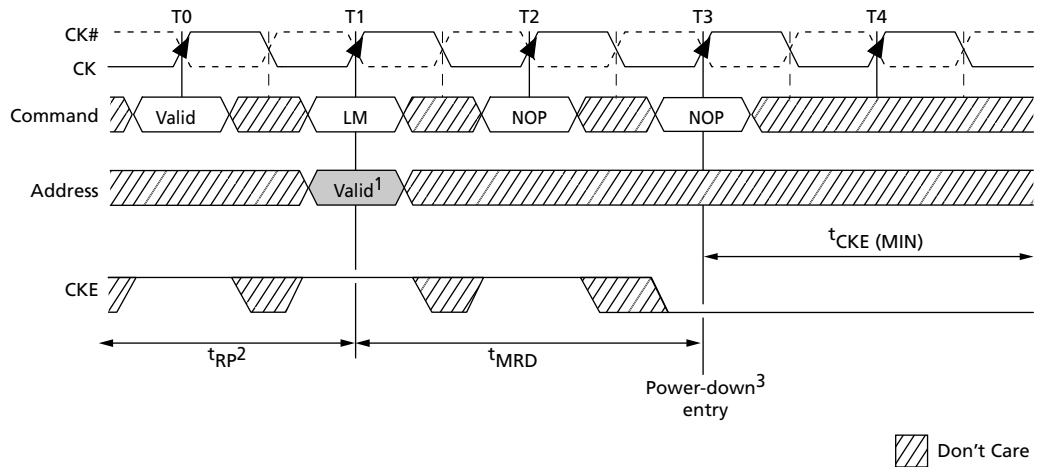 T0 T1 T2 T3 T4
CK#
CK
Command Valid LM NOP NOP
Address Valid1
tCKE (MIN)
CKE
tRP2 tMRD
Power-down3
entry
Don't Care